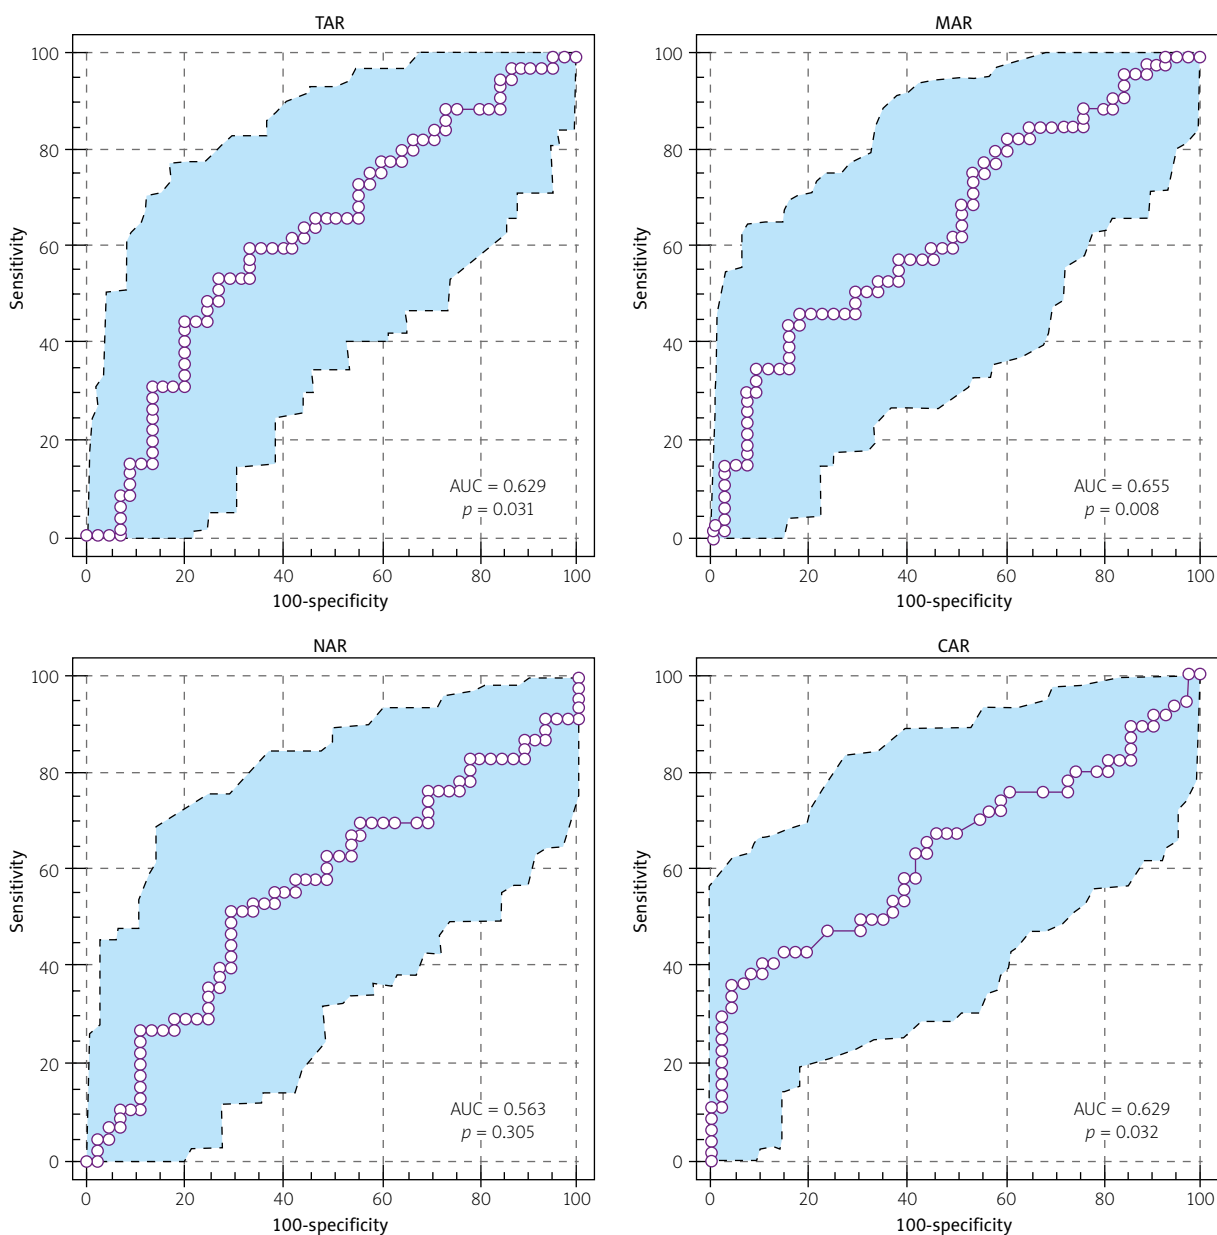 TAR
100
80
60
40
20
0
Sensitivity
0 20 40 60 80 100
100-specificity
AUC = 0.629
p = 0.031
MAR
100
80
60
40
20
0
Sensitivity
0 20 40 60 80 100
100-specificity
AUC = 0.655
p = 0.008
NAR
100
80
60
40
20
0
Sensitivity
0 20 40 60 80 100
100-specificity
AUC = 0.563
p = 0.305
CAR
100
80
60
40
20
0
Sensitivity
0 20 40 60 80 100
100-specificity
AUC = 0.629
p = 0.032